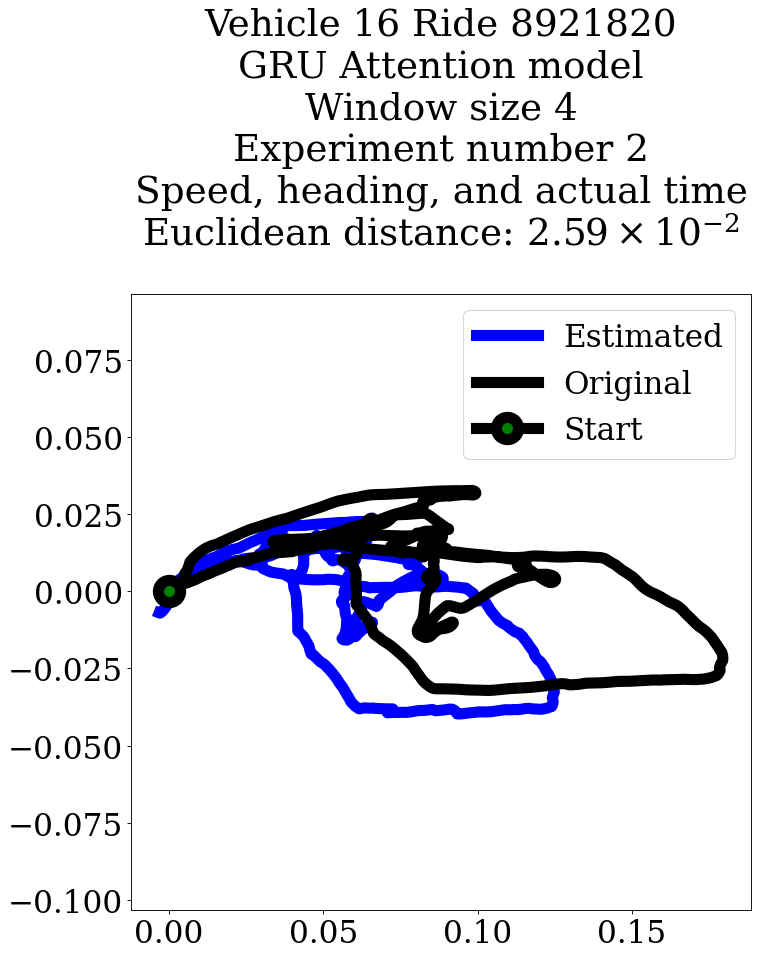 Vehicle 16 Ride 8921820
GRU Attention model
Window size 4
Experiment number 2
Speed, heading, and actual time
Euclidean distance: 2.59 × 10⁻²
Estimated
Original
Start
0.075
0.050
0.025
0.000
−0.025
−0.050
−0.075
−0.100
0.00 0.05 0.10 0.15